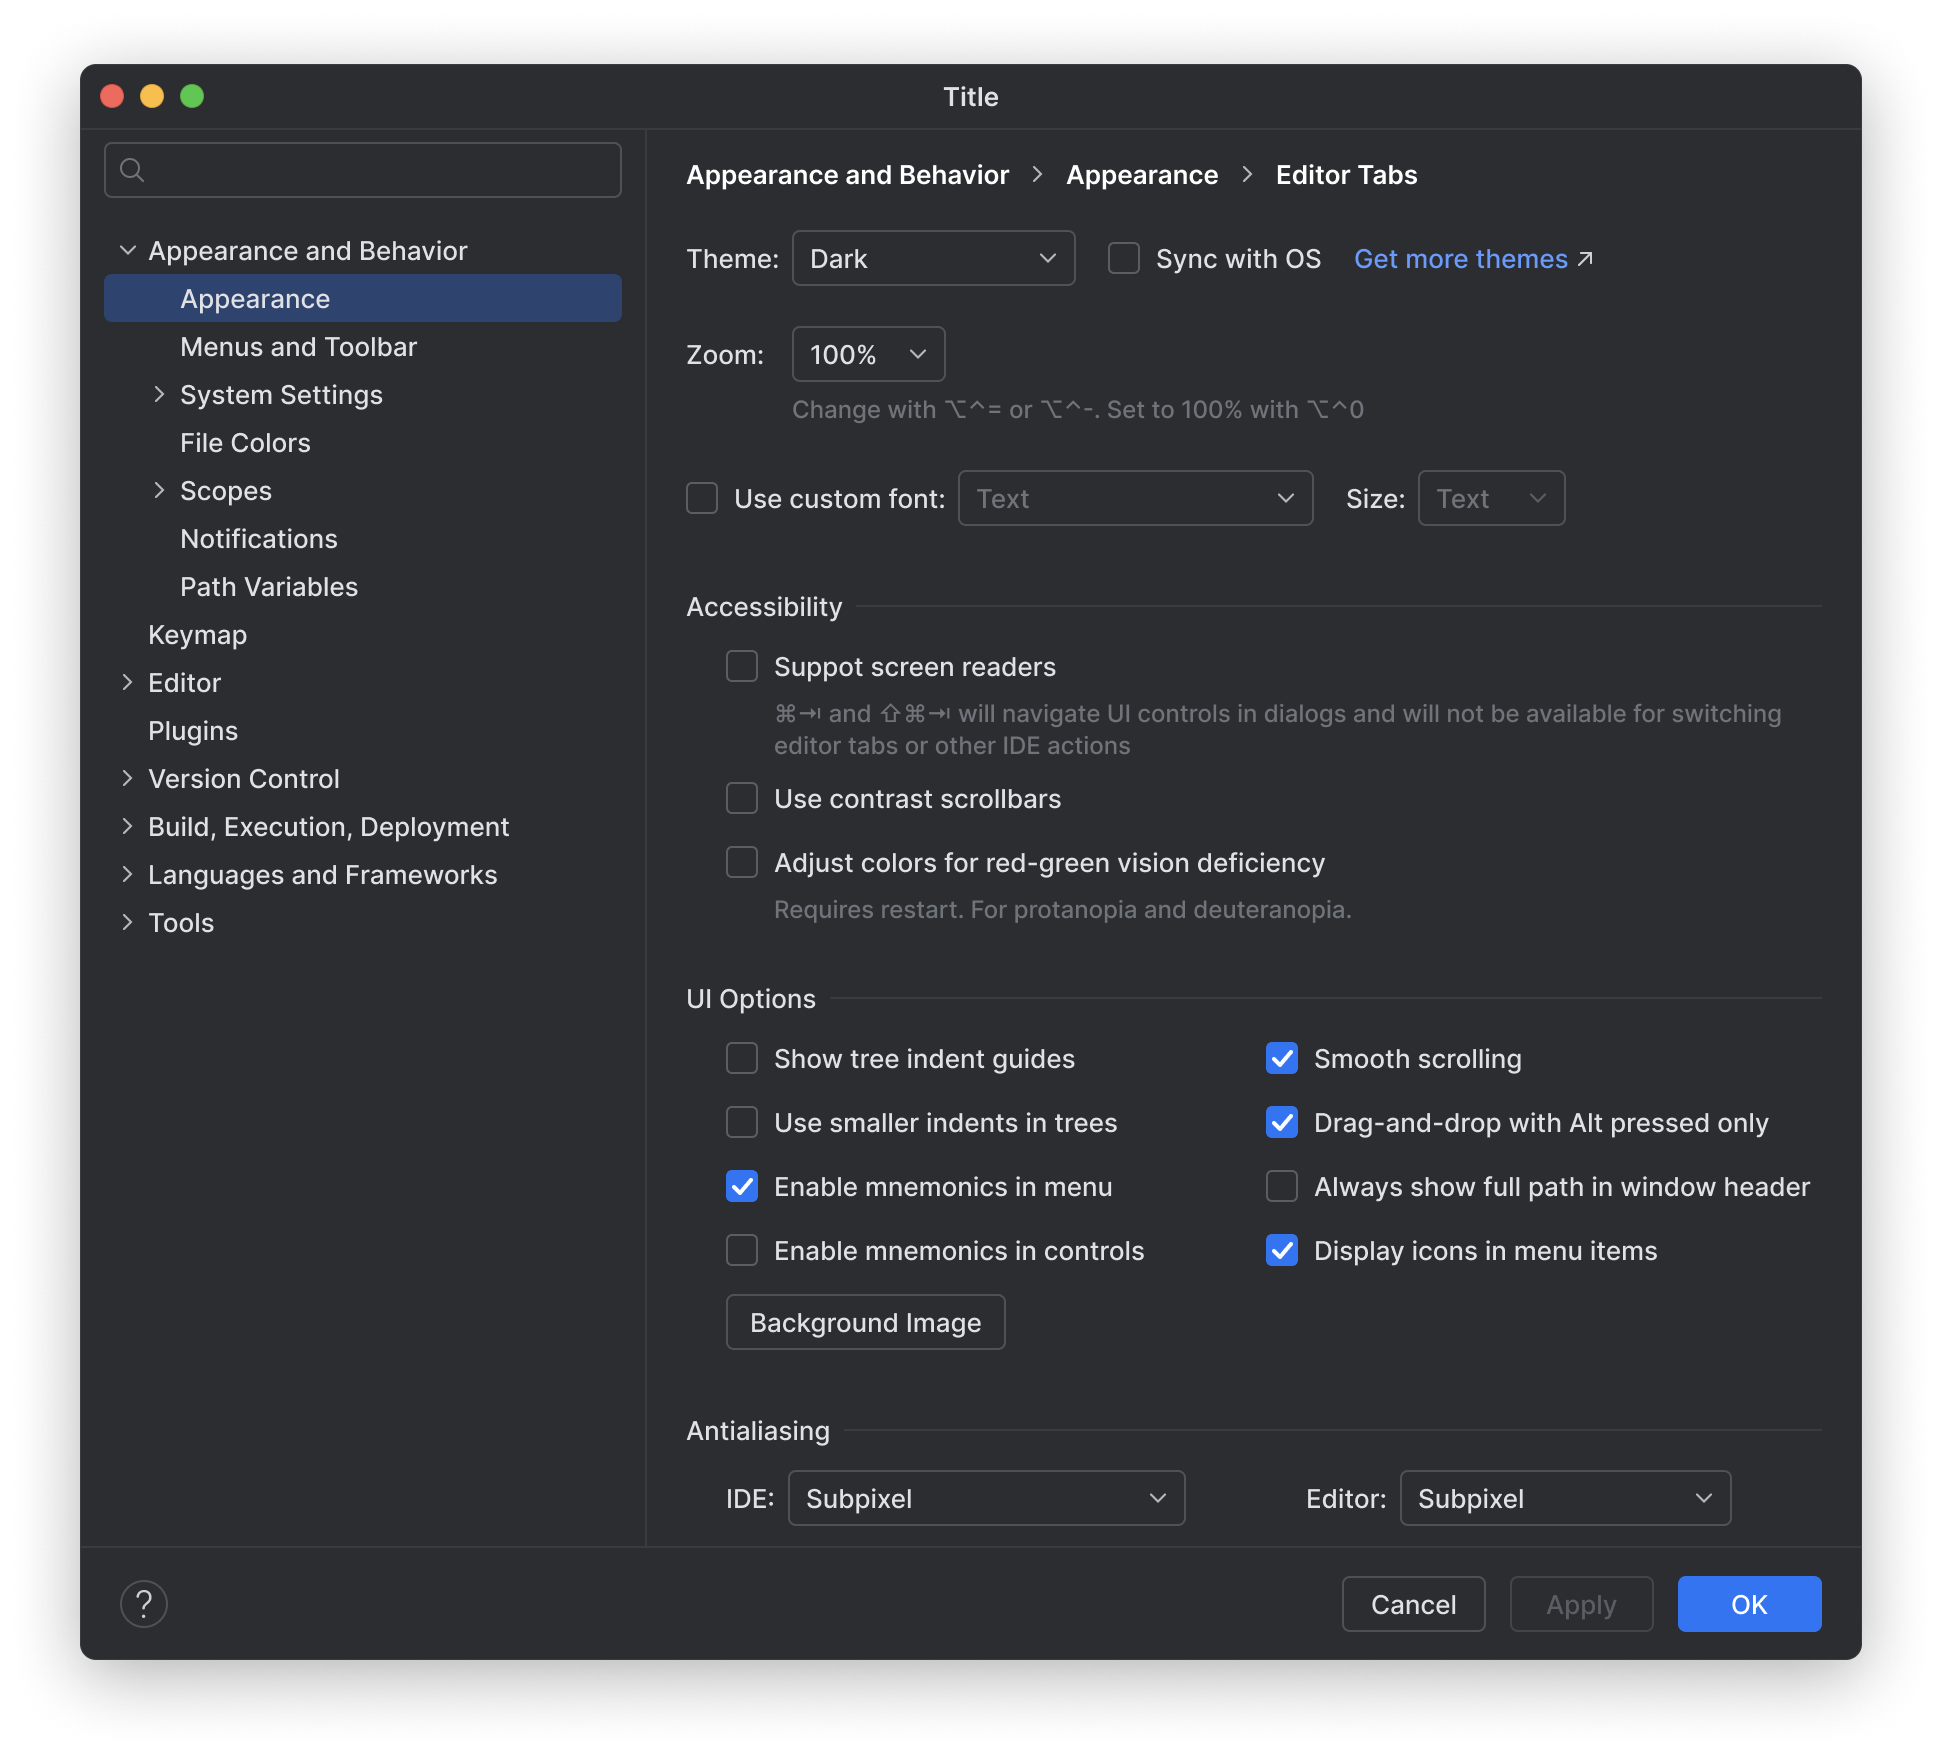 Title
Appearance and Behavior
Appearance
Menus and Toolbar
System Settings
File Colors
Scopes
Notifications
Path Variables
Keymap
Editor
Plugins
Version Control
Build, Execution, Deployment
Languages and Frameworks
Tools
Appearance and Behavior > Appearance > Editor Tabs
Theme: Dark Sync with OS Get more themes ↗
Zoom: 100%
Change with ⌥^= or ⌥^-. Set to 100% with ⌥^0
Use custom font: Text Size: Text
Accessibility
Suppot screen readers
⌘⇥ and ⇧⌘⇥ will navigate UI controls in dialogs and will not be available for switching
editor tabs or other IDE actions
Use contrast scrollbars
Adjust colors for red-green vision deficiency
Requires restart. For protanopia and deuteranopia.
UI Options
Show tree indent guides Smooth scrolling
Use smaller indents in trees Drag-and-drop with Alt pressed only
Enable mnemonics in menu Always show full path in window header
Enable mnemonics in controls Display icons in menu items
Background Image
Antialiasing
IDE: Subpixel Editor: Subpixel
? Cancel Apply OK